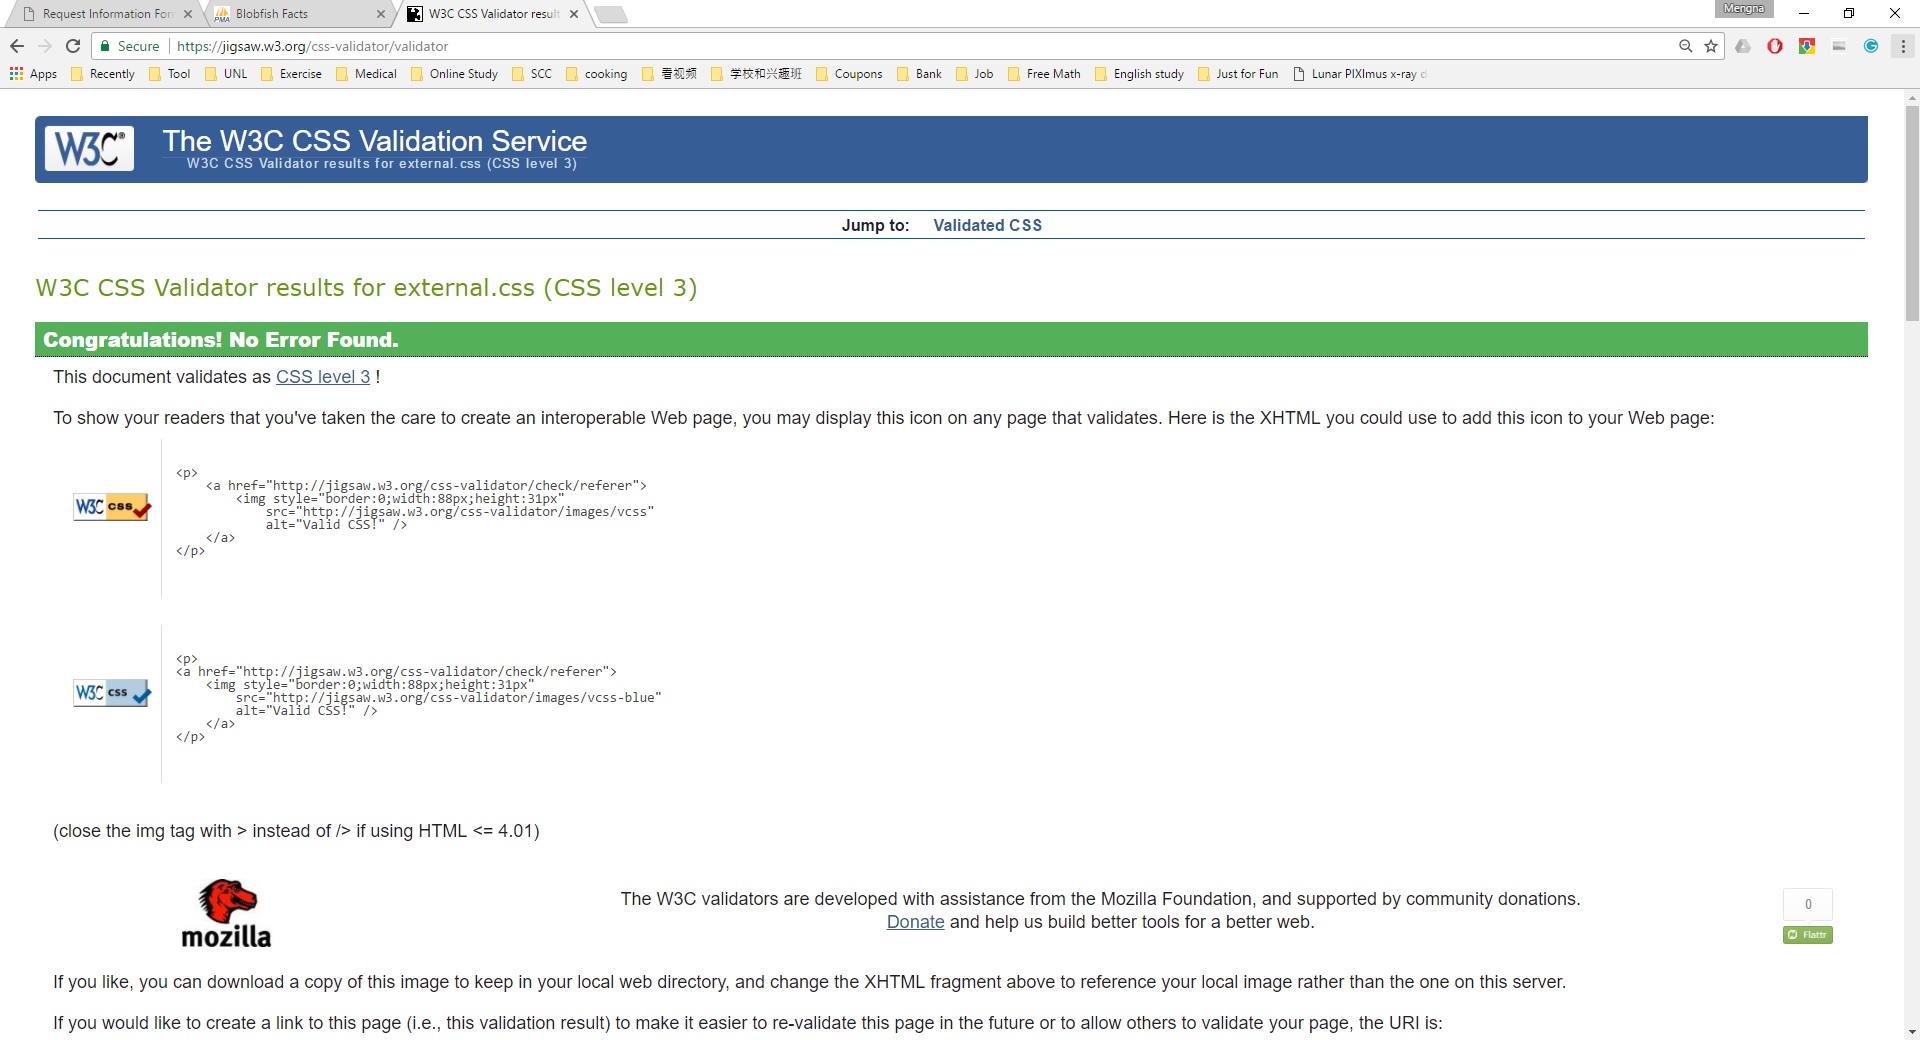 Request Information For
Blobfish Facts
W3C CSS Validator result
Mengna
Secure
https://jigsaw.w3.org/css-validator/validator
Apps
Recently
Tool
UNL
Exercise
Medical
Online Study
SCC
cooking
看视频
学校和兴趣班
Coupons
Bank
Job
Free Math
English study
Just for Fun
Lunar PIXImus x-ray d
W3C®
The W3C CSS Validation Service
W3C CSS Validator results for external.css (CSS level 3)
Jump to: Validated CSS
W3C CSS Validator results for external.css (CSS level 3)
Congratulations! No Error Found.
This document validates as CSS level 3 !
To show your readers that you've taken the care to create an interoperable Web page, you may display this icon on any page that validates. Here is the XHTML you could use to add this icon to your Web page:
W3C css
<p>
<a href="http://jigsaw.w3.org/css-validator/check/referer">
<img style="border:0;width:88px;height:31px"
src="http://jigsaw.w3.org/css-validator/images/vcss"
alt="Valid CSS!" />
</a>
</p>
W3C css
<p>
<a href="http://jigsaw.w3.org/css-validator/check/referer">
<img style="border:0;width:88px;height:31px"
src="http://jigsaw.w3.org/css-validator/images/vcss-blue"
alt="Valid CSS!" />
</a>
</p>
(close the img tag with > instead of /> if using HTML <= 4.01)
mozilla
The W3C validators are developed with assistance from the Mozilla Foundation, and supported by community donations.
Donate and help us build better tools for a better web.
0
Flattr
If you like, you can download a copy of this image to keep in your local web directory, and change the XHTML fragment above to reference your local image rather than the one on this server.
If you would like to create a link to this page (i.e., this validation result) to make it easier to re-validate this page in the future or to allow others to validate your page, the URI is: